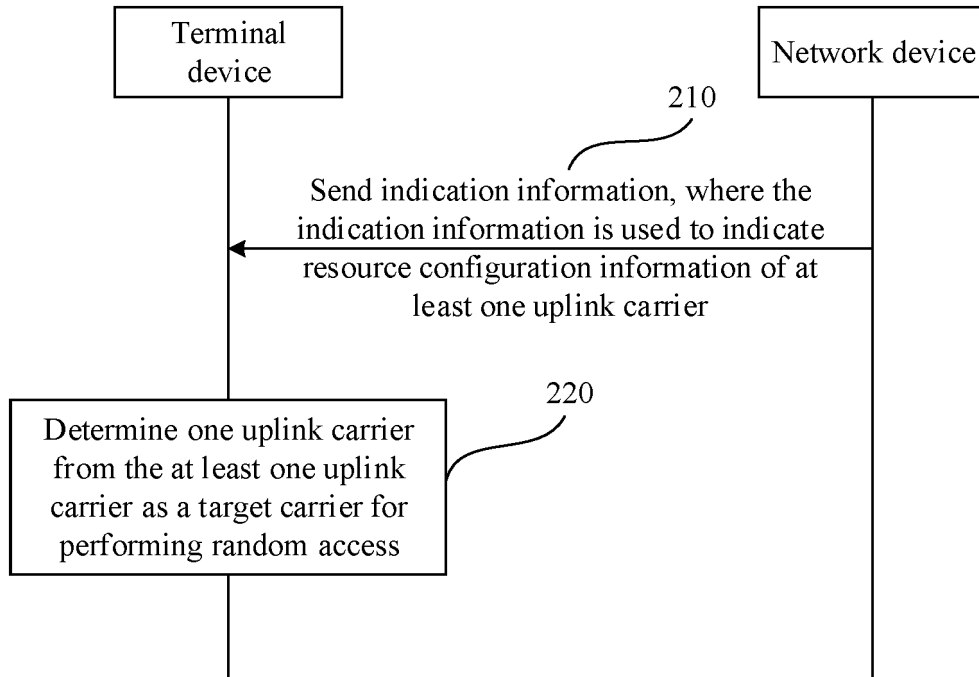 Terminal
device
Network device
210
Send indication information, where the
indication information is used to indicate
resource configuration information of at
least one uplink carrier
220
Determine one uplink carrier
from the at least one uplink
carrier as a target carrier for
performing random access